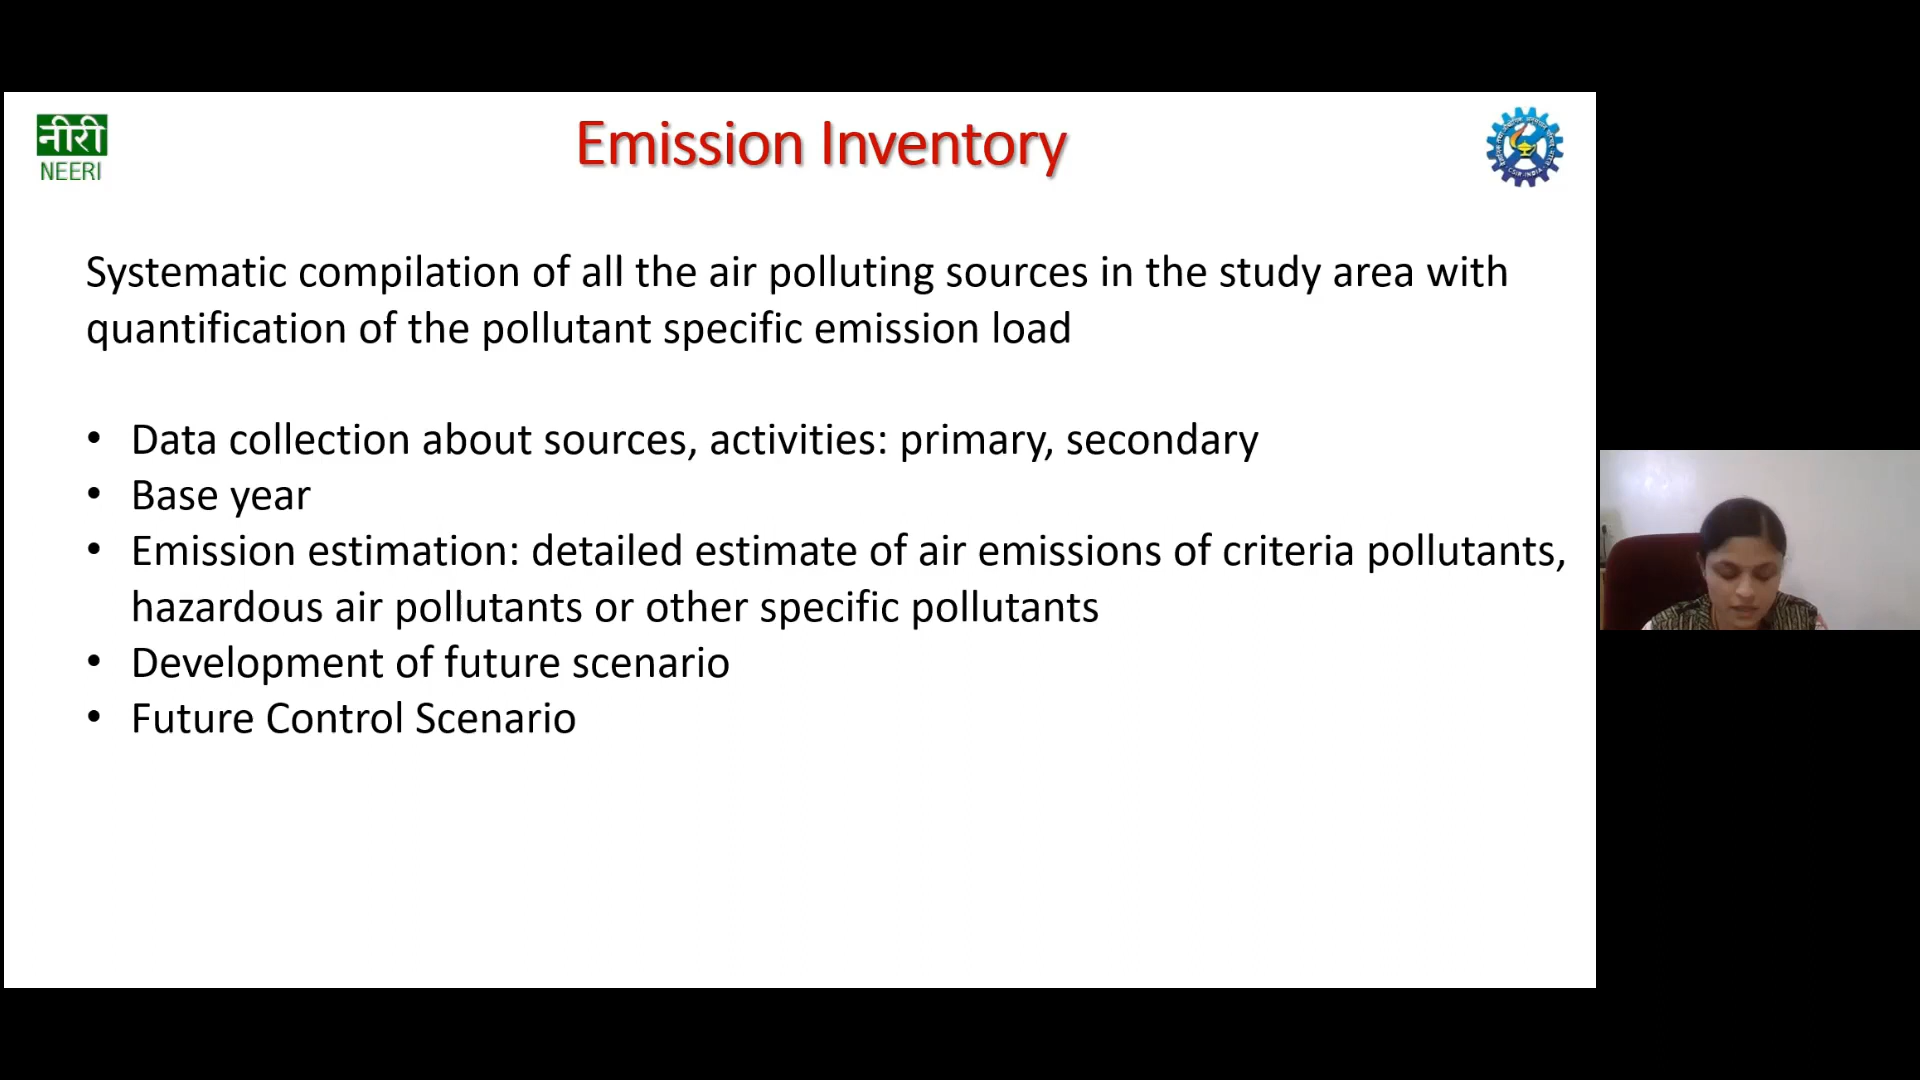 नीरी
NEERI
Emission Inventory
CSIR-INDIA
Systematic compilation of all the air polluting sources in the study area with
quantification of the pollutant specific emission load
• Data collection about sources, activities: primary, secondary
• Base year
• Emission estimation: detailed estimate of air emissions of criteria pollutants,
hazardous air pollutants or other specific pollutants
• Development of future scenario
• Future Control Scenario